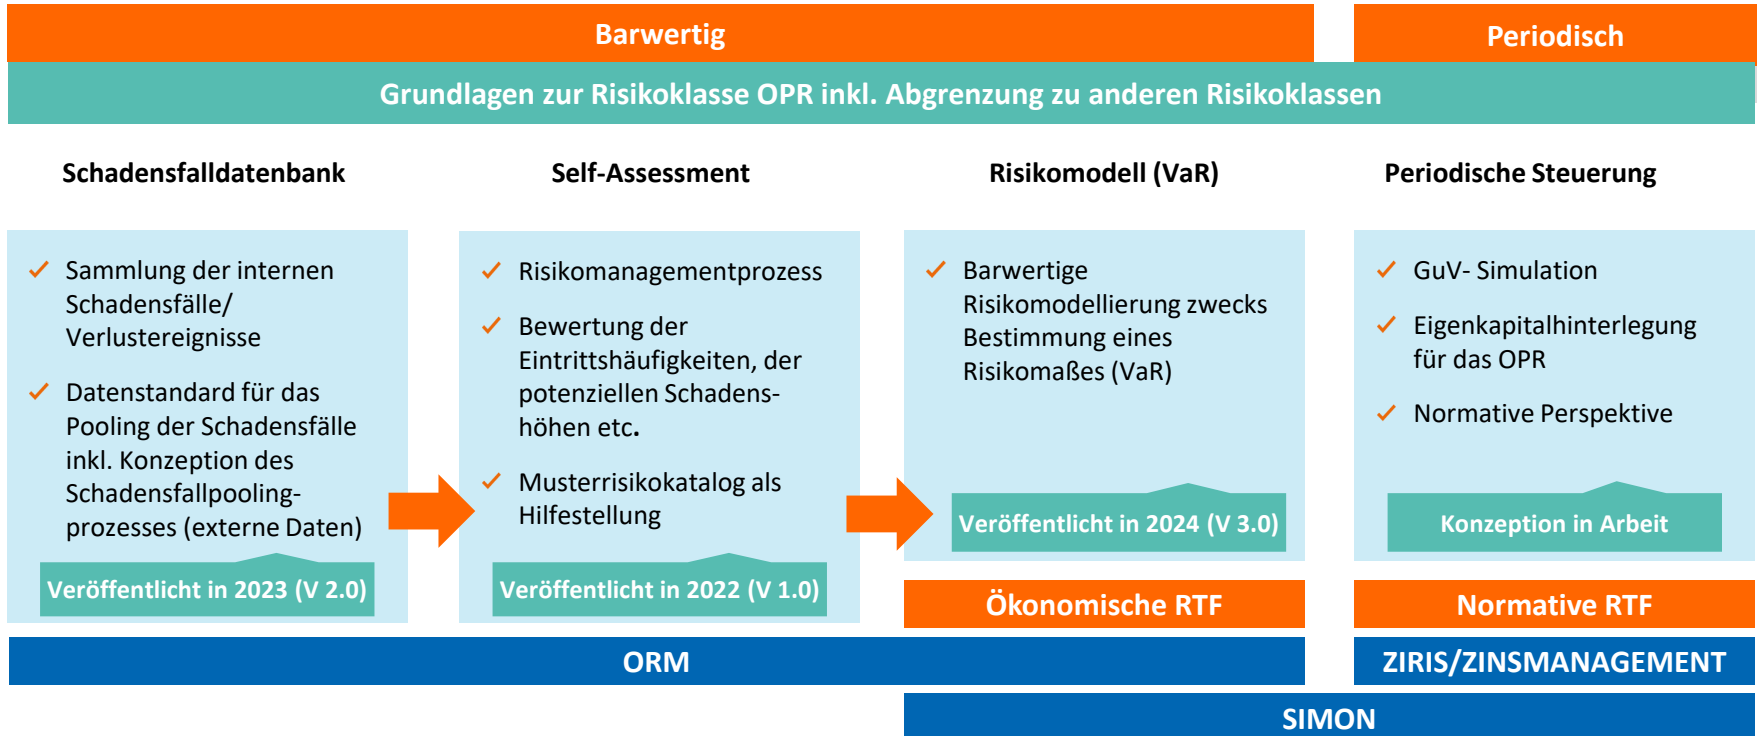 Barwertig
Periodisch
Grundlagen zur Risikoklasse OPR inkl. Abgrenzung zu anderen Risikoklassen
Schadensfalldatenbank
Sammlung der internen
Schadensfälle/
Verlustereignisse
Datenstandard für das
Pooling der Schadensfälle
inkl. Konzeption des
Schadensfallpooling-
prozesses (externe Daten)
Veröffentlicht in 2023 (V 2.0)
Self-Assessment
Risikomanagementprozess
Bewertung der
Eintrittshäufigkeiten, der
potenziellen Schadens-
höhen etc.
Musterrisikokatalog als
Hilfestellung
Veröffentlicht in 2022 (V 1.0)
Risikomodell (VaR)
Barwertige
Risikomodellierung zwecks
Bestimmung eines
Risikomaßes (VaR)
Veröffentlicht in 2024 (V 3.0)
Ökonomische RTF
Periodische Steuerung
GuV- Simulation
Eigenkapitalhinterlegung
für das OPR
Normative Perspektive
Konzeption in Arbeit
Normative RTF
ORM
ZIRIS/ZINSMANAGEMENT
SIMON